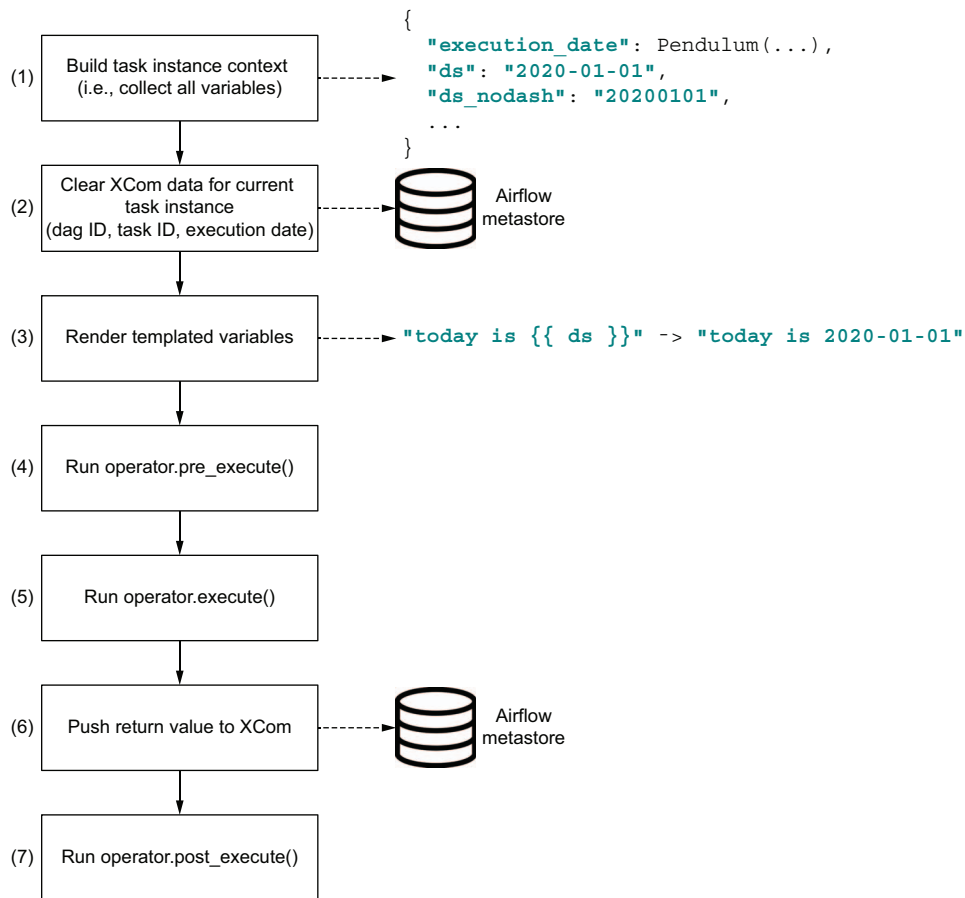 {
"execution_date": Pendulum(...),
(1)
Build task instance context
(i.e., collect all variables)
"ds": "2020-01-01",
"ds_nodash": "20200101",
...
}
(2)
Clear XCom data for current
task instance
(dag ID, task ID, execution date)
Airflow
metastore
(3)
Render templated variables
"today is {{ ds }}" -> "today is 2020-01-01"
(4)
Run operator.pre_execute()
(5)
Run operator.execute()
(6)
Push return value to XCom
Airflow
metastore
(7)
Run operator.post_execute()